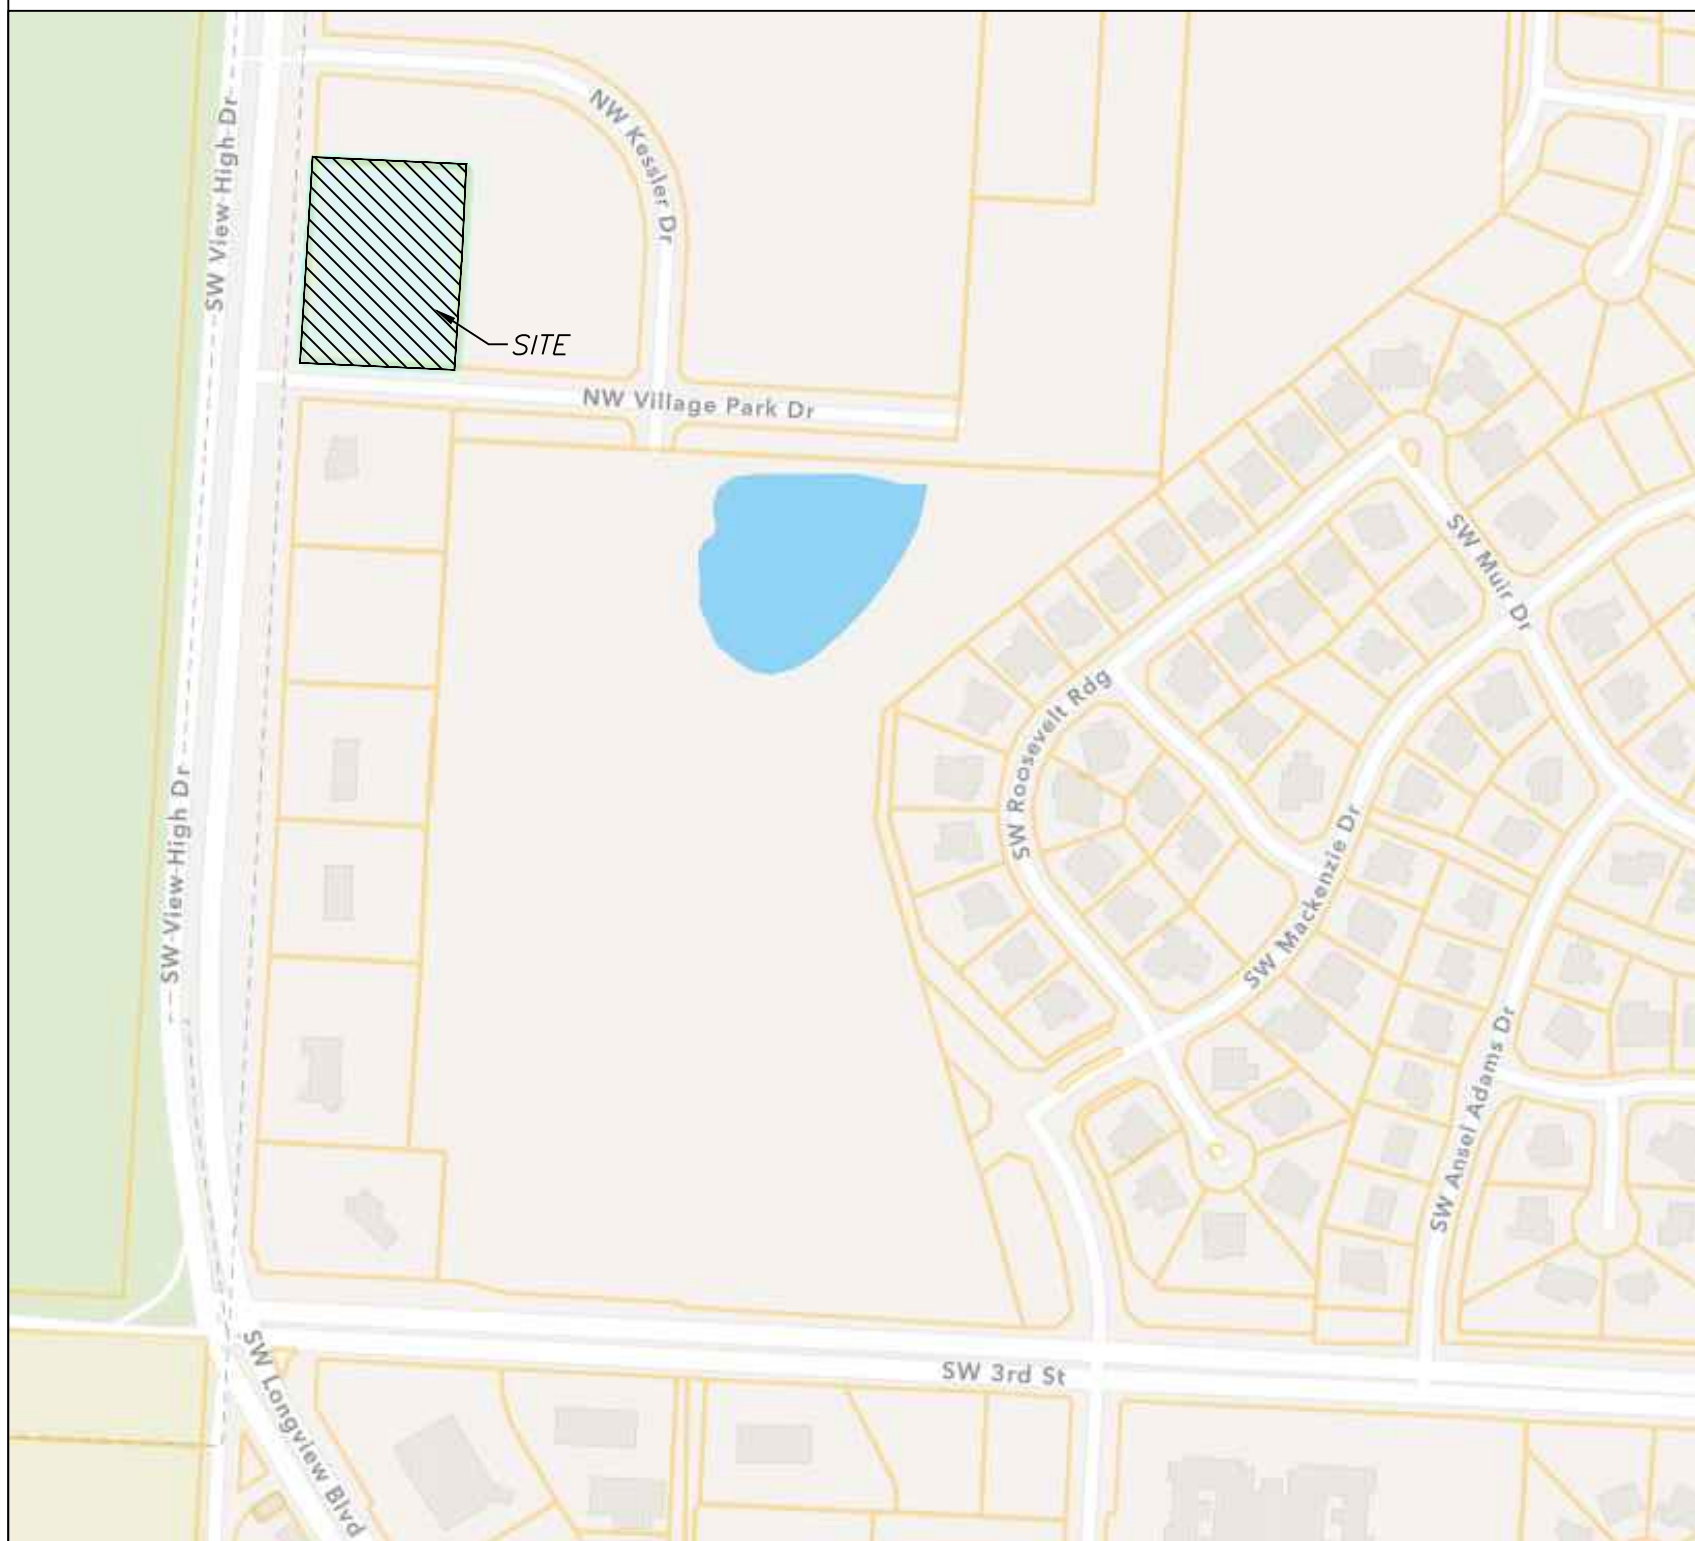 NW Kessler Dr
SW View High Dr
SITE
NW Village Park Dr
SW Muir Dr
SW Roosevelt Rdg
SW View High Dr
SW Mackenzie Dr
SW Ansel Adams Dr
SW 3rd St
SW Longview Blvd